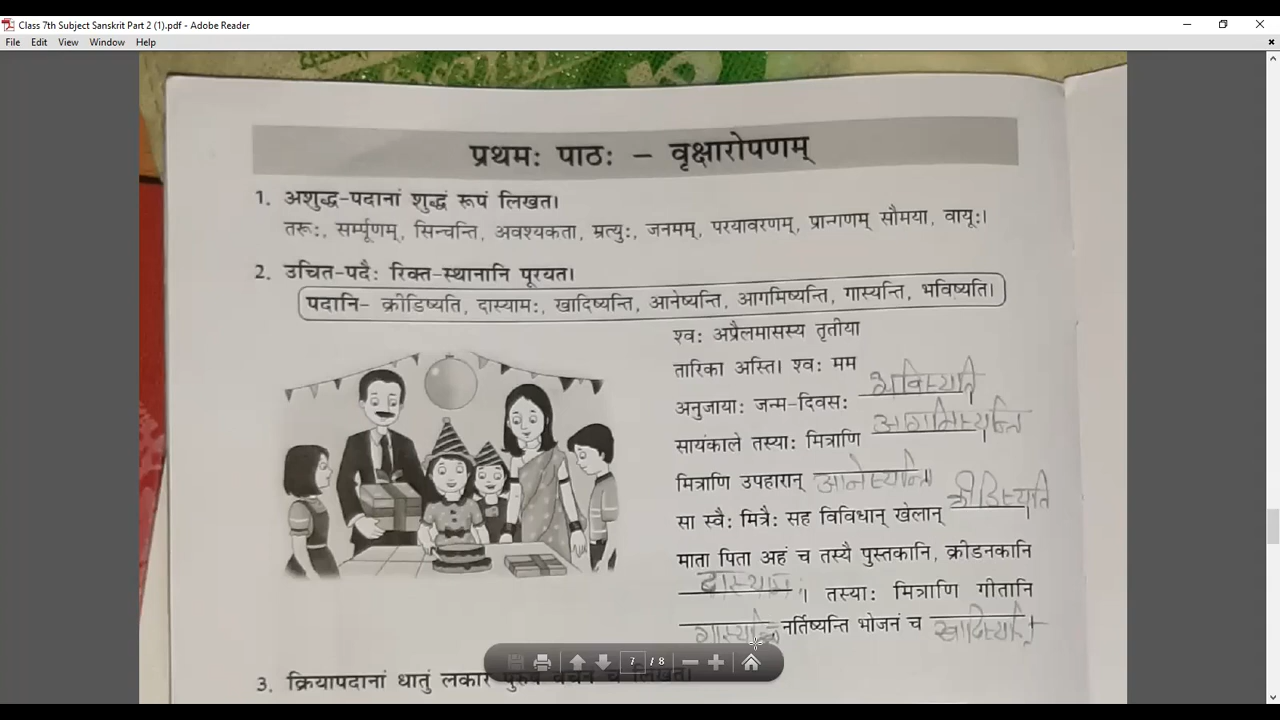 Class 7th Subject Sanskrit Part 2 (1).pdf - Adobe Reader
File Edit View Window Help
प्रथमः पाठः – वृक्षारोपणम्
1. अशुद्ध-पदानां शुद्धं रूपं लिखत।
तरूः, सर्म्पूणम्, सिन्चन्ति, अवश्यकता, म्रत्युः, जनमम्, परयावरणम्, प्रान्गणम् सौमया, वायूः।
2. उचित-पदैः रिक्त-स्थानानि पूरयत।
पदानि- क्रीडिष्यति, दास्यामः, खादिष्यन्ति, आनेष्यन्ति, आगमिष्यन्ति, गास्यन्ति, भविष्यति।
श्वः अप्रैलमासस्य तृतीया
तारिका अस्ति। श्वः मम
अनुजायाः जन्म-दिवसः भविस्यति।
सायंकाले तस्याः मित्राणि आगमिस्यन्ति।
मित्राणि उपहारान् आनेस्यन्ति।
सा स्वैः मित्रैः सह विविधान् खेलान् क्रीडिस्यति।
माता पिता अहं च तस्यै पुस्तकानि, क्रीडनकानि
दास्यामः। तस्याः मित्राणि गीतानि
गास्यन्ति नर्तिष्यन्ति भोजनं च खादिस्यन्ति।
7 / 8
3. क्रियापदानां धातुं लकारं पुरुषं वचनं च लिखत।